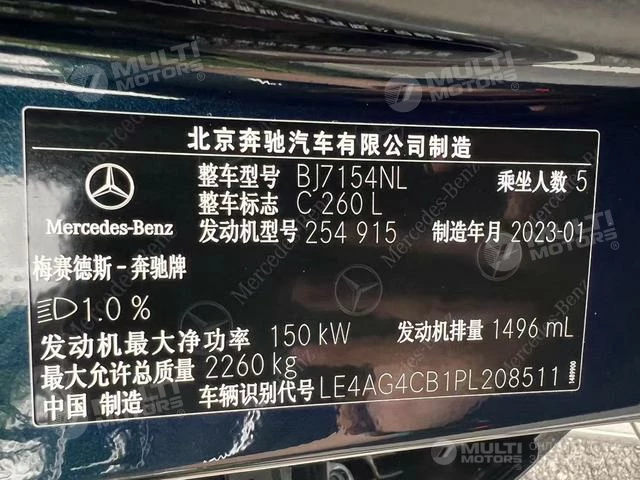 北京奔驰汽车有限公司制造
整车型号 BJ7154NL 乘坐人数 5
整车标志 C 260 L
Mercedes-Benz
发动机型号 254 915 制造年月 2023-01
梅赛德斯-奔驰牌
1.0 %
发动机最大净功率 150 kW 发动机排量 1496 mL
最大允许总质量 2260 kg
中国 制造 车辆识别代号 LE4AG4CB1PL208511
1489900
MULTI MOTORS